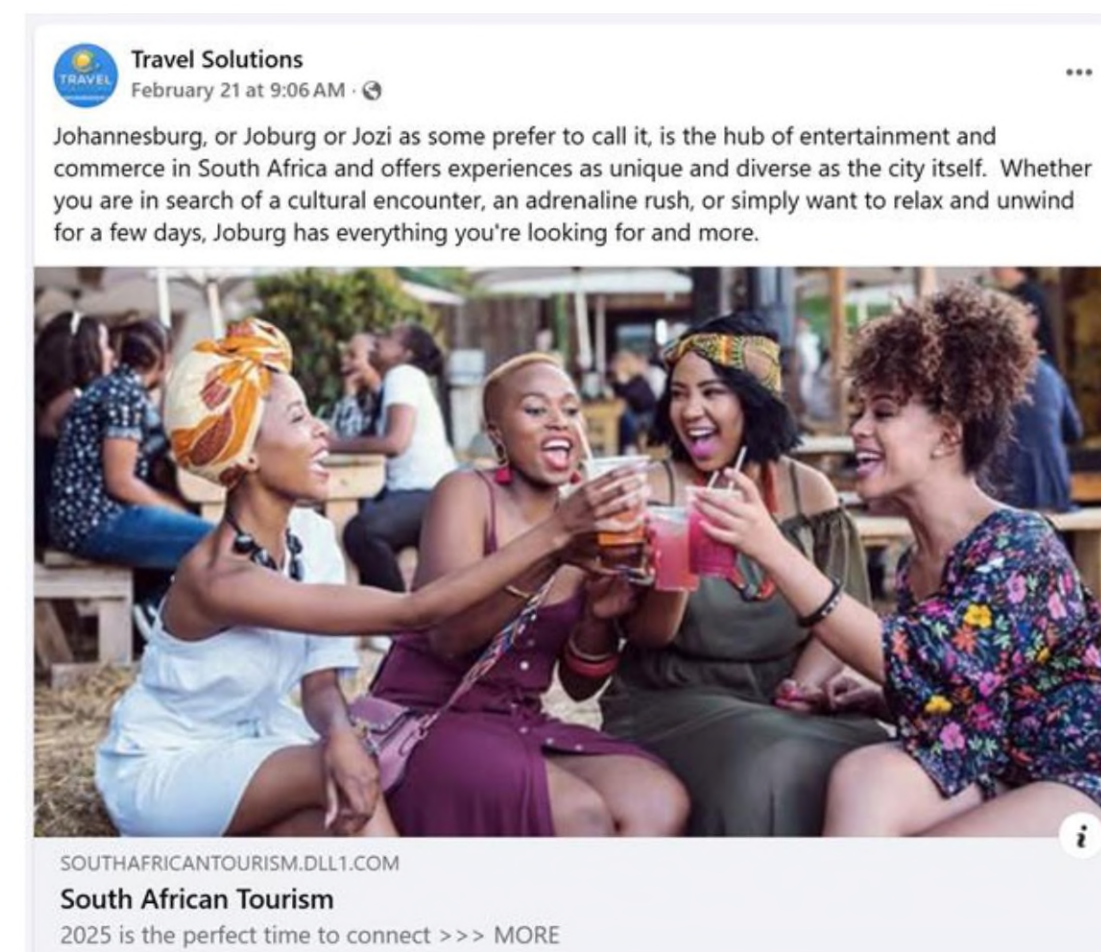 TRAVEL
Travel Solutions
February 21 at 9:06 AM ·
Johannesburg, or Joburg or Jozi as some prefer to call it, is the hub of entertainment and
commerce in South Africa and offers experiences as unique and diverse as the city itself.  Whether
you are in search of a cultural encounter, an adrenaline rush, or simply want to relax and unwind
for a few days, Joburg has everything you're looking for and more.
i
SOUTHAFRICANTOURISM.DLL1.COM
South African Tourism
2025 is the perfect time to connect >>> MORE